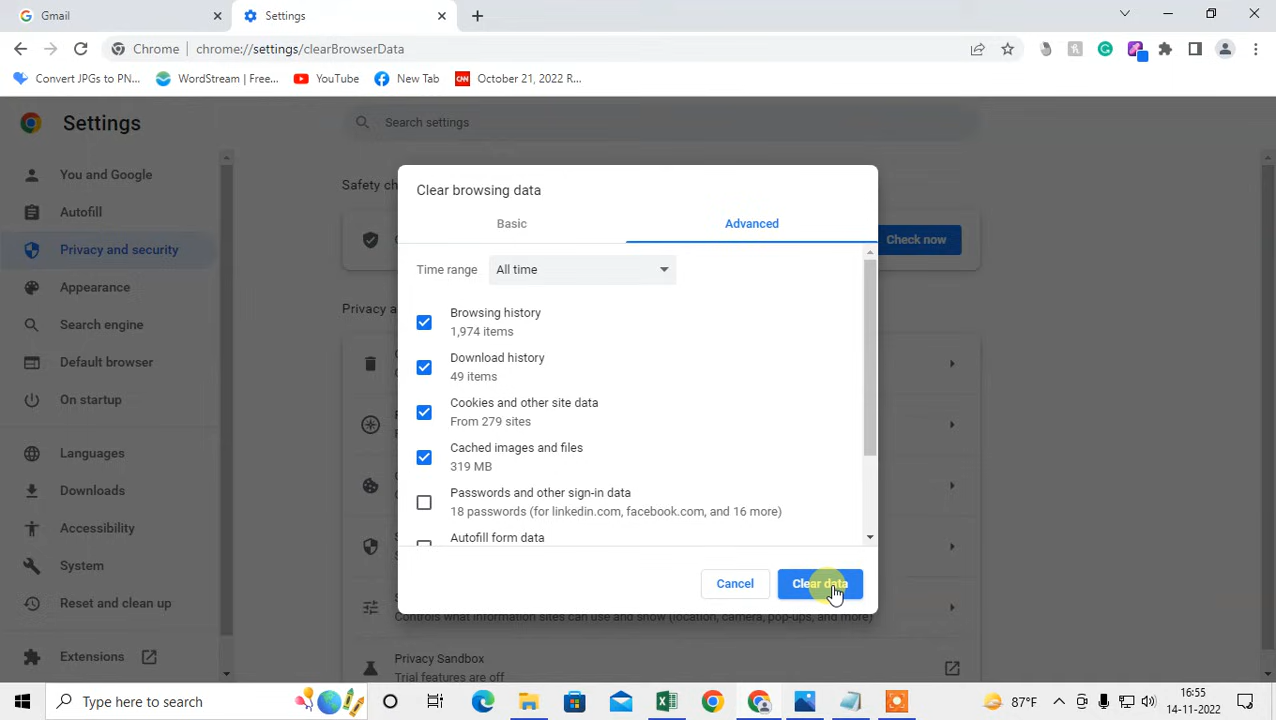 Gmail
Settings
Chrome
chrome://settings/clearBrowserData
Convert JPGs to PN...
WordStream | Free...
YouTube
New Tab
CNN
October 21, 2022 R...
Settings
Search settings
You and Google
Autofill
Privacy and security
Appearance
Search engine
Default browser
On startup
Languages
Downloads
Accessibility
System
Reset and clean up
Extensions
Safety ch
Check now
Privacy a
Clear browsing data
Basic
Advanced
Time range
All time
Browsing history
1,974 items
Download history
49 items
Cookies and other site data
From 279 sites
Cached images and files
319 MB
Passwords and other sign-in data
18 passwords (for linkedin.com, facebook.com, and 16 more)
Autofill form data
Cancel
Clear data
Controls what information sites can use and show (location, camera, pop-ups, and more)
Privacy Sandbox
Trial features are off
Type here to search
87°F
16:55
14-11-2022